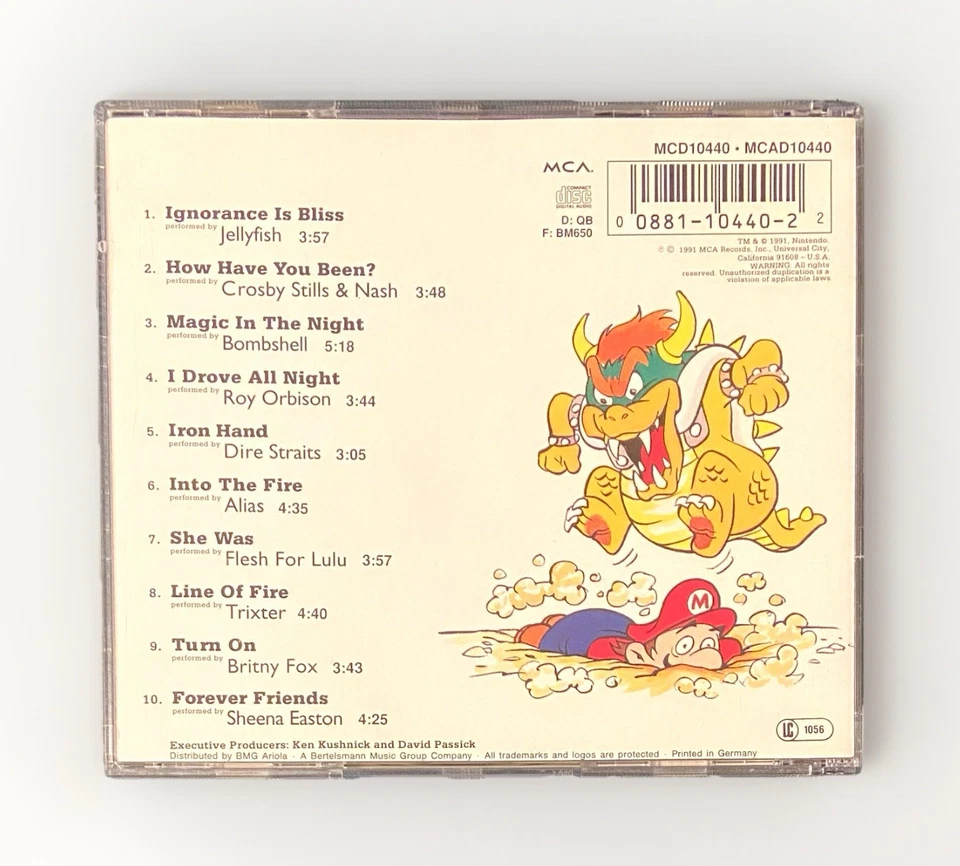 MCD10440 • MCAD10440
MCA.
COMPACT
disc
DIGITAL AUDIO
D: QB
F: BM650
0 0881-10440-2 2
TM & © 1991, Nintendo.
℗ © 1991 MCA Records, Inc., Universal City,
California 91608 – U.S.A.
WARNING. All rights
reserved. Unauthorized duplication is a
violation of applicable laws.
1. Ignorance Is Bliss
performed by Jellyfish 3:57
2. How Have You Been?
performed by Crosby Stills & Nash 3:48
3. Magic In The Night
performed by Bombshell 5:18
4. I Drove All Night
performed by Roy Orbison 3:44
5. Iron Hand
performed by Dire Straits 3:05
6. Into The Fire
performed by Alias 4:35
7. She Was
performed by Flesh For Lulu 3:57
8. Line Of Fire
performed by Trixter 4:40
9. Turn On
performed by Britny Fox 3:43
10. Forever Friends
performed by Sheena Easton 4:25
M
LC 1056
Executive Producers: Ken Kushnick and David Passick
Distributed by BMG Ariola · A Bertelsmann Music Group Company · All trademarks and logos are protected · Printed in Germany